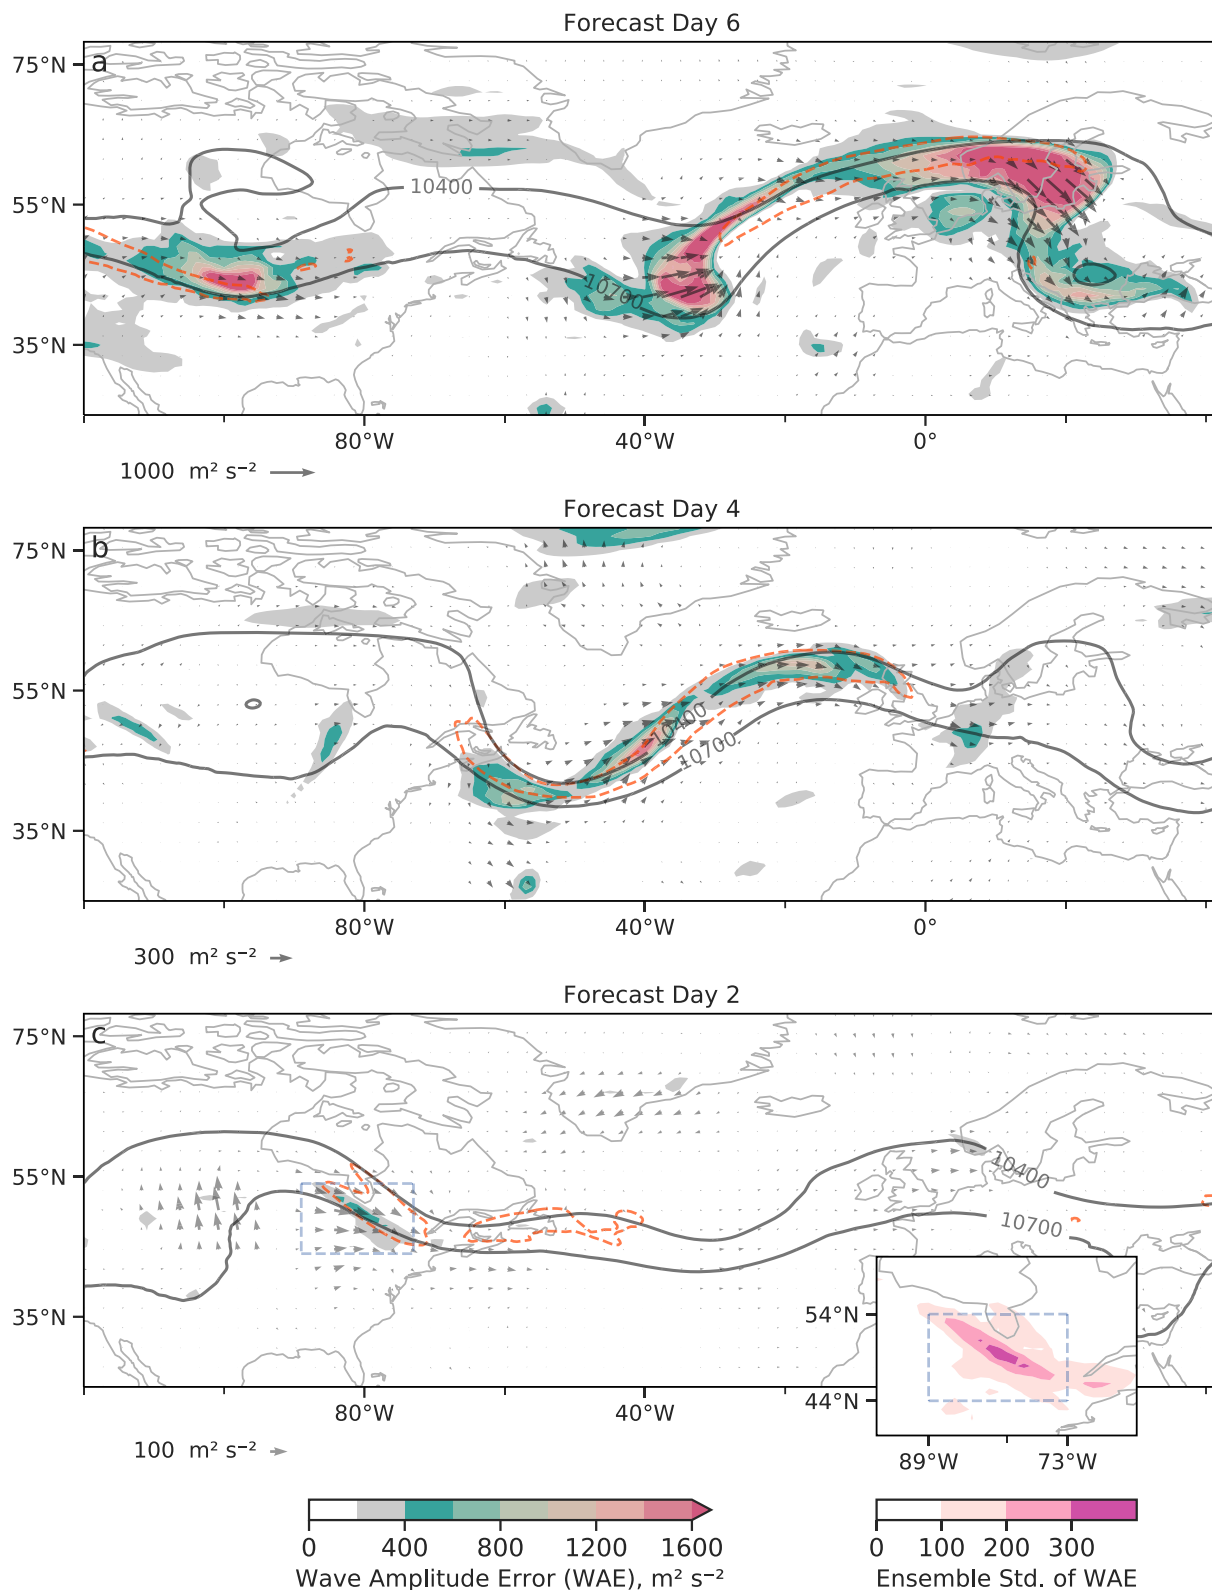 Forecast Day 6
a
75°N
55°N
35°N
10400
10700
80°W 40°W 0°
1000 m² s⁻²
Forecast Day 4
b
75°N
55°N
35°N
10400
10700
80°W 40°W 0°
300 m² s⁻²
Forecast Day 2
c
75°N
55°N
35°N
10400
10700
54°N
44°N
89°W 73°W
80°W 40°W
100 m² s⁻²
0 400 800 1200 1600
Wave Amplitude Error (WAE), m² s⁻²
0 100 200 300
Ensemble Std. of WAE